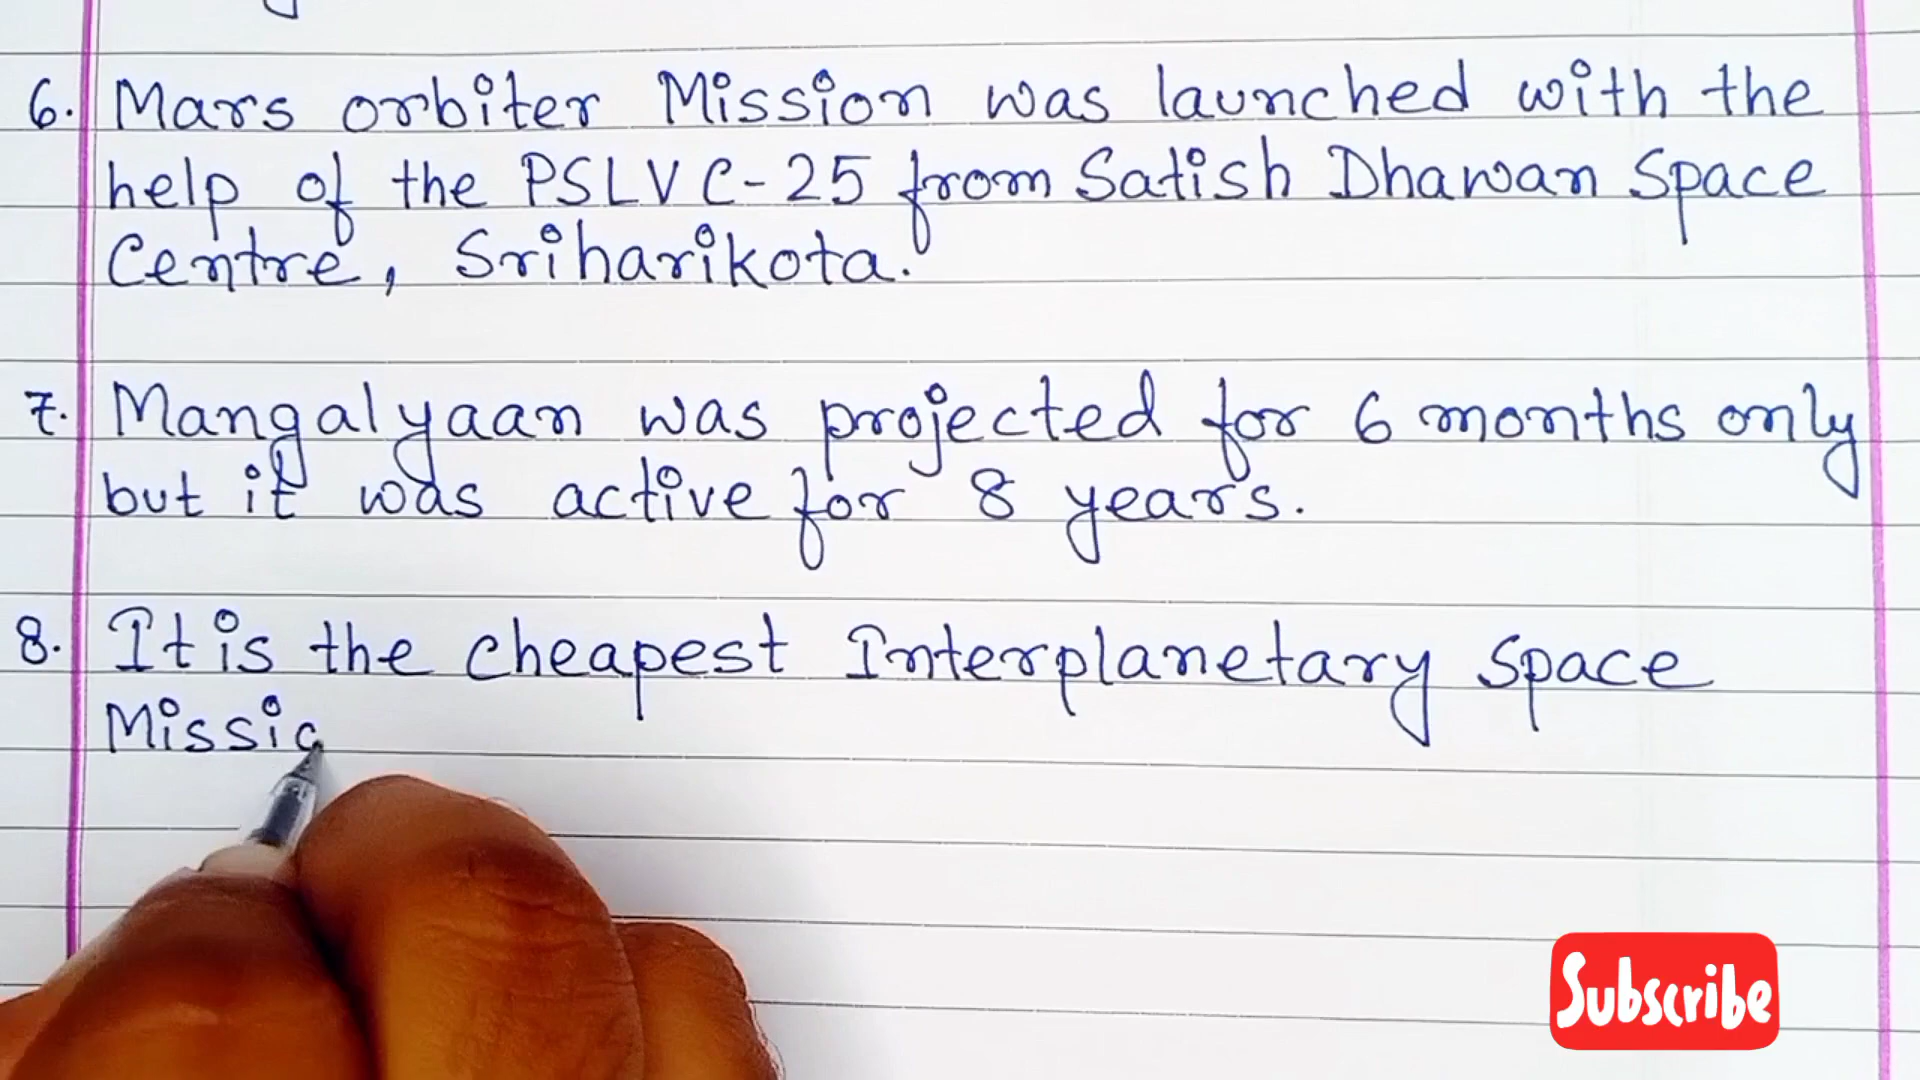 6. Mars orbiter Mission was launched with the
help of the PSLV C-25 from Satish Dhawan Space
Centre, Sriharikota.
7. Mangalyaan was projected for 6 months only
but it was active for 8 years.
8. It is the cheapest Interplanetary Space
Missio
Subscribe